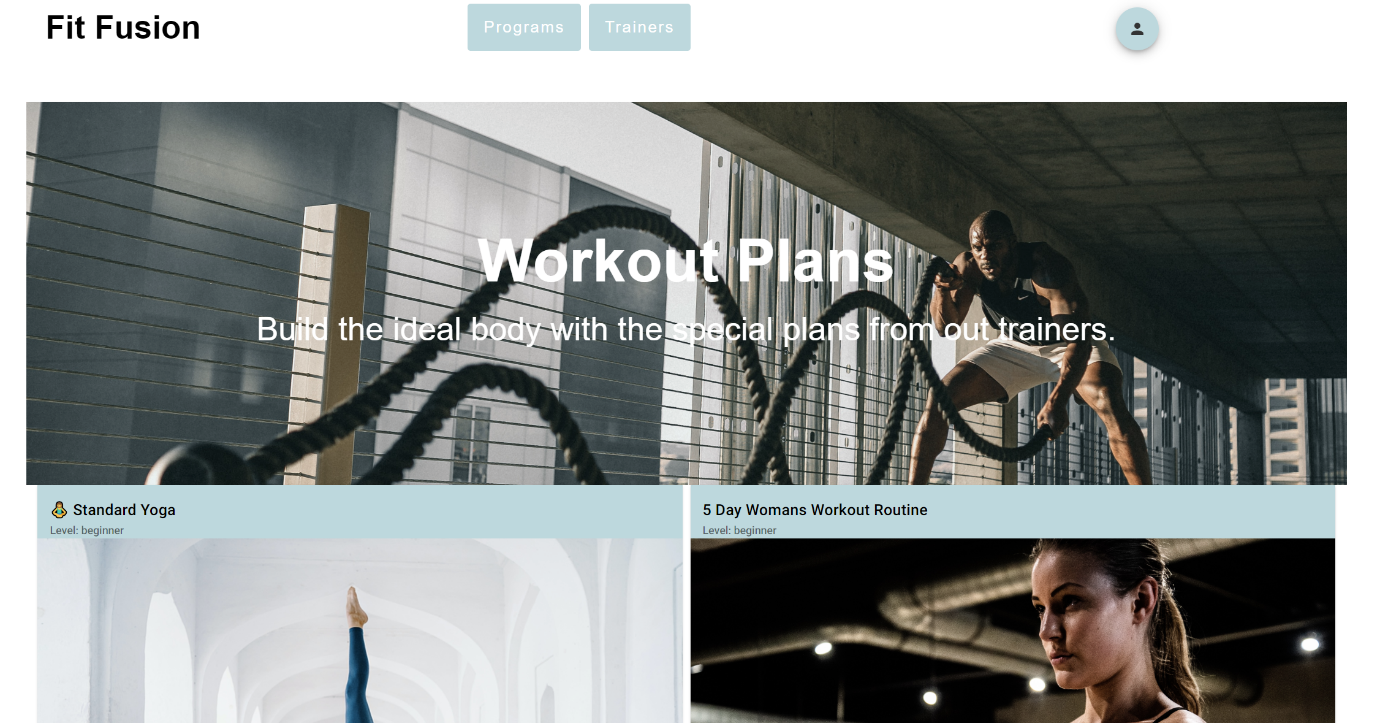 Fit Fusion
Programs
Trainers
Workout Plans
Build the ideal body with the special plans from out trainers.
Standard Yoga
Level: beginner
5 Day Womans Workout Routine
Level: beginner